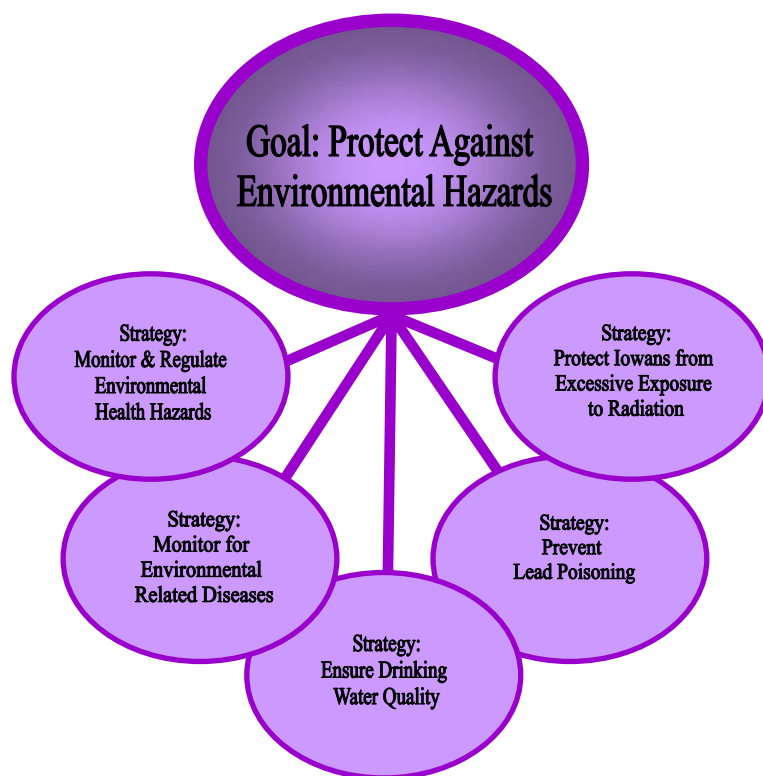 Goal: Protect Against
Environmental Hazards
Strategy:
Monitor & Regulate
Environmental
Health Hazards
Strategy:
Protect Iowans from
Excessive Exposure
to Radiation
Strategy:
Monitor for
Environmental
Related Diseases
Strategy:
Prevent
Lead Poisoning
Strategy:
Ensure Drinking
Water Quality